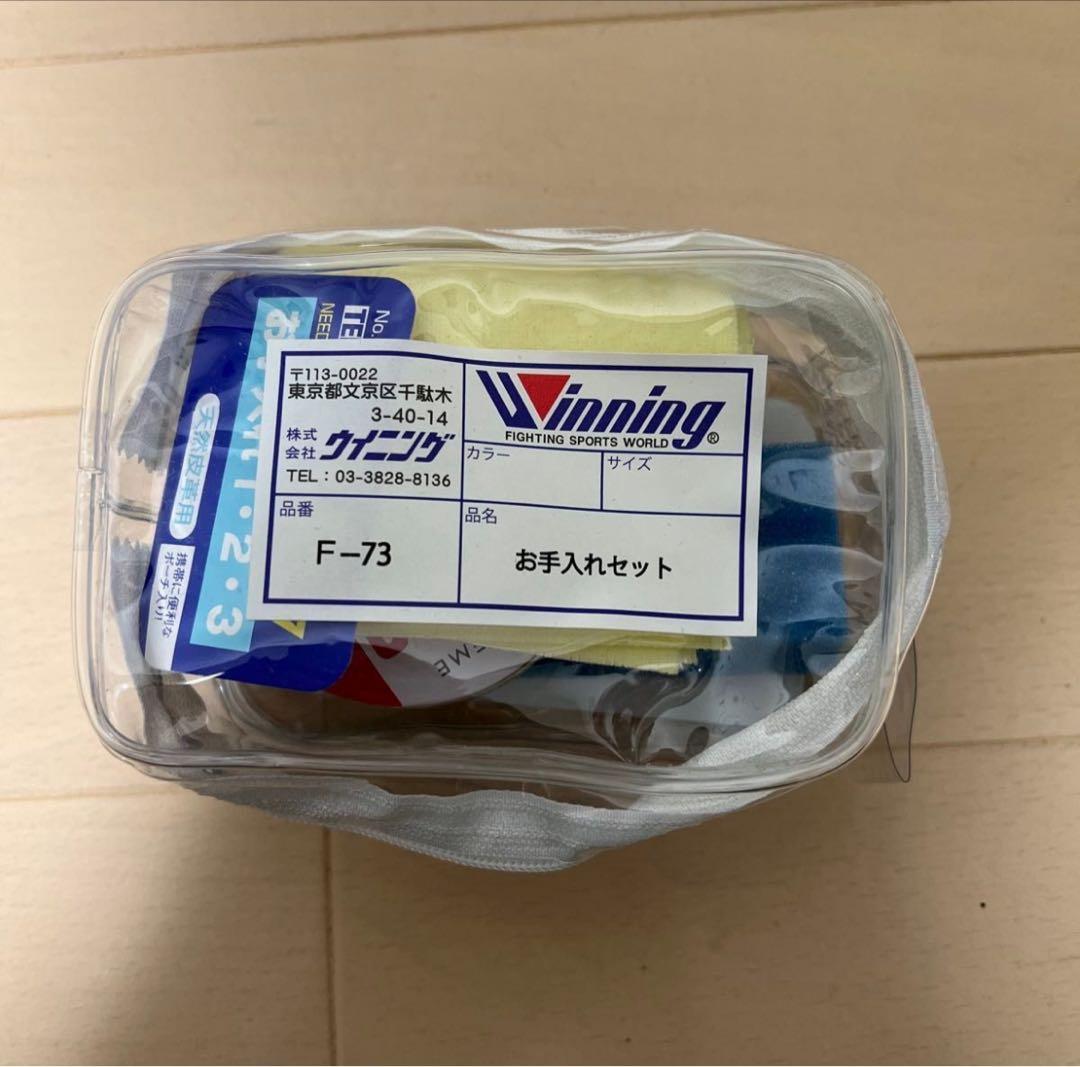 〒113-0022
東京都文京区千駄木
3-40-14
株式
会社 ウイニング
TEL：03-3828-8136
Winning®
FIGHTING SPORTS WORLD
カラー
サイズ
品番
F-73
品名
お手入れセット
No.
NEED
1・2・3
天然皮革用
携帯に便利な
ポーチ入り!